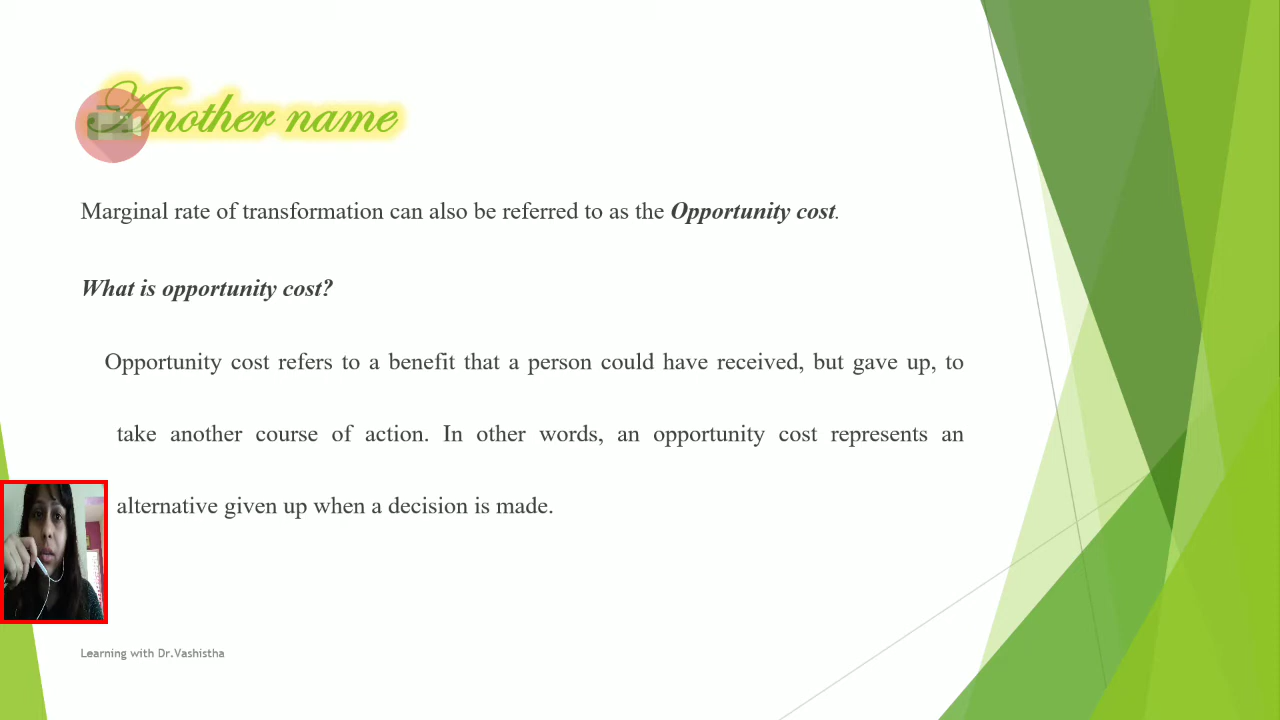 Another name
Marginal rate of transformation can also be referred to as the Opportunity cost.
What is opportunity cost?
Opportunity cost refers to a benefit that a person could have received, but gave up, to
take another course of action. In other words, an opportunity cost represents an
alternative given up when a decision is made.
Learning with Dr.Vashistha